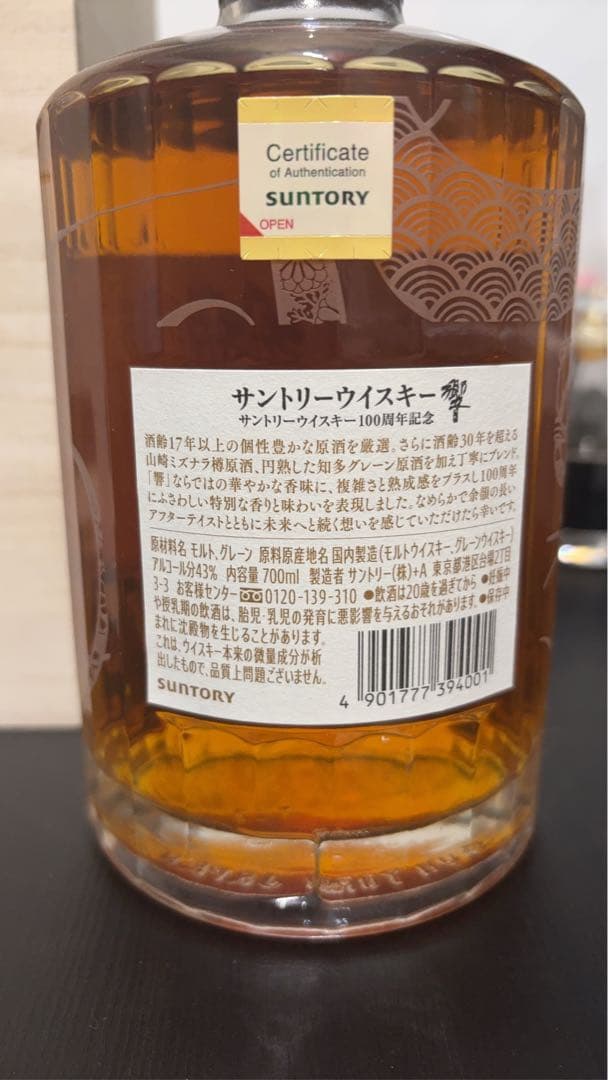 Certificate
of Authentication
SUNTORY
OPEN
サントリーウイスキー 響
サントリーウイスキー100周年記念
酒齢17年以上の個性豊かな原酒を厳選。さらに酒齢30年を超える
山崎ミズナラ樽原酒、円熟した知多グレーン原酒を加え丁寧にブレンド。
「響」ならではの華やかな香味に、複雑さと熟成感をプラスし100周年
にふさわしい特別な香りと味わいを表現しました。なめらかで余韻の長い
アフターテイストとともに未来へと続く想いを感じていただけたら幸いです。
原材料名 モルト、グレーン 原料原産地名 国内製造(モルトウイスキー、グレーンウイスキー)
アルコール分43% 内容量700ml 製造者 サントリー(株)+A 東京都港区台場2丁目
3-3 お客様センター 0120-139-310 ●飲酒は20歳を過ぎてから ●妊娠中
や授乳期の飲酒は、胎児・乳児の発育に悪影響を与えるおそれがあります。 ●保存中
まれに沈殿物を生じることがあります。
これは、ウイスキー本来の微量成分が析
出したもので、品質上問題ございません。
SUNTORY
4 901777 394001